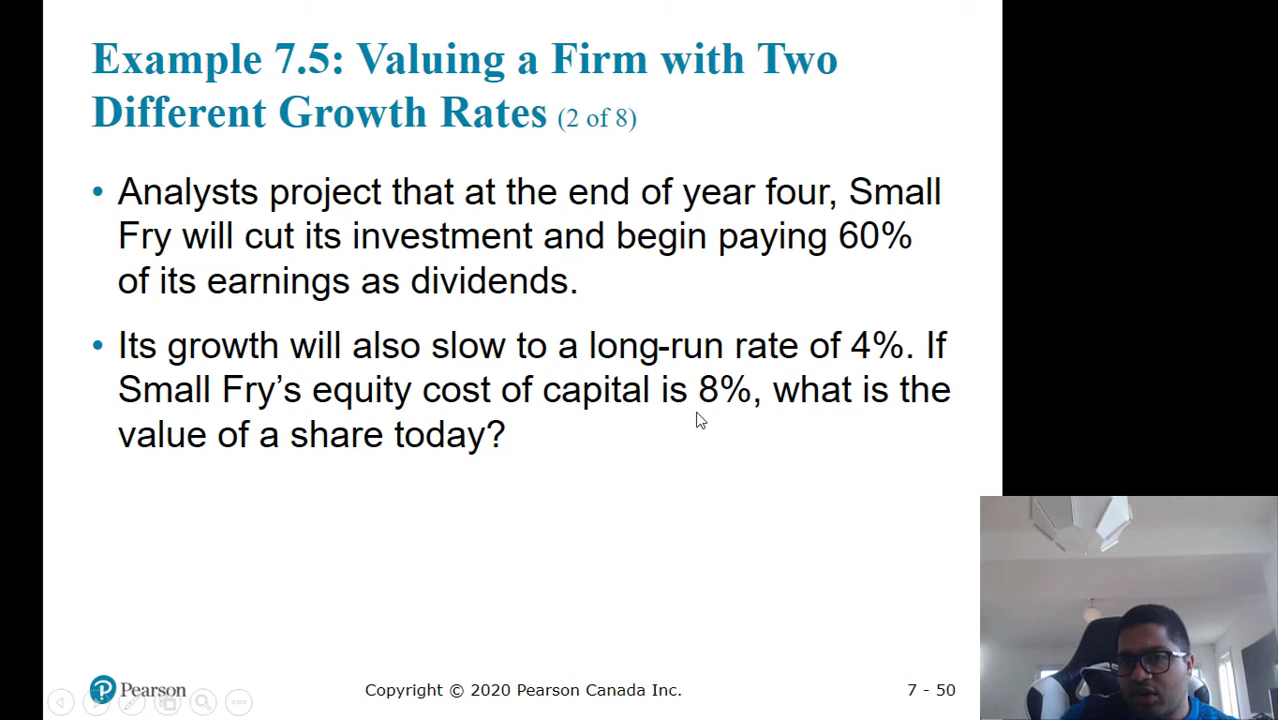 Example 7.5: Valuing a Firm with Two
Different Growth Rates (2 of 8)
• Analysts project that at the end of year four, Small
Fry will cut its investment and begin paying 60%
of its earnings as dividends.
• Its growth will also slow to a long-run rate of 4%. If
Small Fry’s equity cost of capital is 8%, what is the
value of a share today?
Pearson
Copyright © 2020 Pearson Canada Inc.
7 - 50